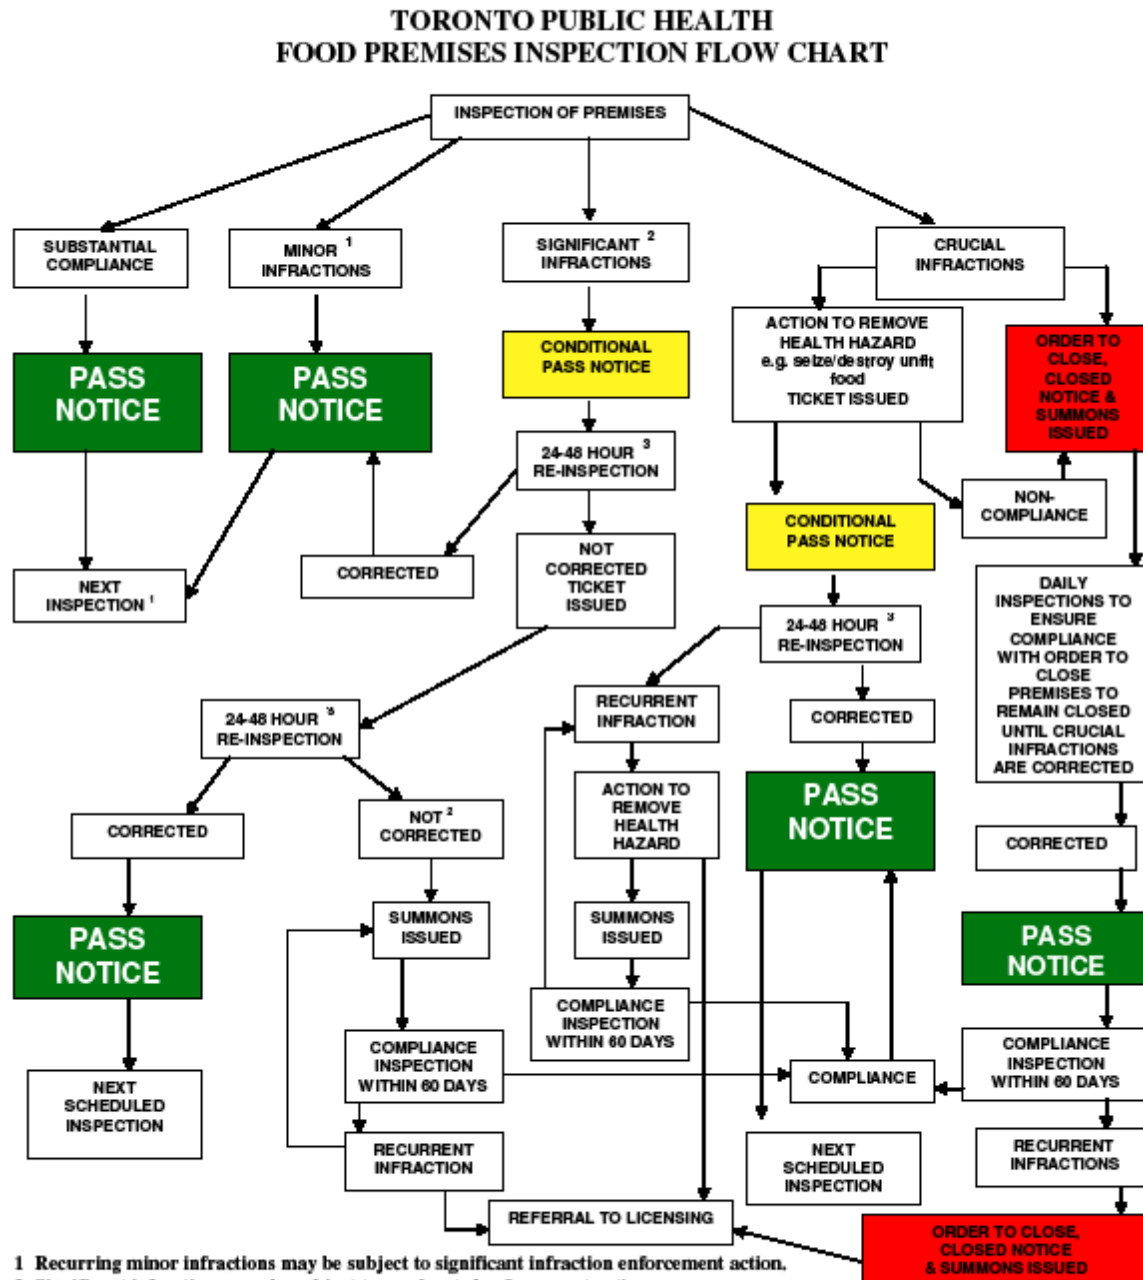 TORONTO PUBLIC HEALTH
FOOD PREMISES INSPECTION FLOW CHART
INSPECTION OF PREMISES
SUBSTANTIAL
COMPLIANCE
MINOR 1
INFRACTIONS
SIGNIFICANT 2
INFRACTIONS
CRUCIAL
INFRACTIONS
PASS
NOTICE
PASS
NOTICE
CONDITIONAL
PASS NOTICE
ACTION TO REMOVE
HEALTH HAZARD
e.g. seize/destroy unfit
food
TICKET ISSUED
ORDER TO
CLOSE,
CLOSED
NOTICE &
SUMMONS
ISSUED
24-48 HOUR 3
RE-INSPECTION
NON-
COMPLIANCE
CONDITIONAL
PASS NOTICE
NEXT
INSPECTION 1
CORRECTED
NOT
CORRECTED
TICKET
ISSUED
DAILY
INSPECTIONS TO
ENSURE
COMPLIANCE
WITH ORDER TO
CLOSE
PREMISES TO
REMAIN CLOSED
UNTIL CRUCIAL
INFRACTIONS
ARE CORRECTED
24-48 HOUR 3
RE-INSPECTION
RECURRENT
INFRACTION
CORRECTED
24-48 HOUR
RE-INSPECTION
ACTION TO
REMOVE
HEALTH
HAZARD
PASS
NOTICE
CORRECTED
NOT 2
CORRECTED
CORRECTED
PASS
NOTICE
SUMMONS
ISSUED
SUMMONS
ISSUED
PASS
NOTICE
COMPLIANCE
INSPECTION
WITHIN 60 DAYS
COMPLIANCE
INSPECTION
WITHIN 60 DAYS
COMPLIANCE
COMPLIANCE
INSPECTION
WITHIN 60 DAYS
NEXT
SCHEDULED
INSPECTION
RECURRENT
INFRACTION
NEXT
SCHEDULED
INSPECTION
RECURRENT
INFRACTIONS
REFERRAL TO LICENSING
ORDER TO CLOSE,
CLOSED NOTICE
& SUMMONS ISSUED
1 Recurring minor infractions may be subject to significant infraction enforcement action.